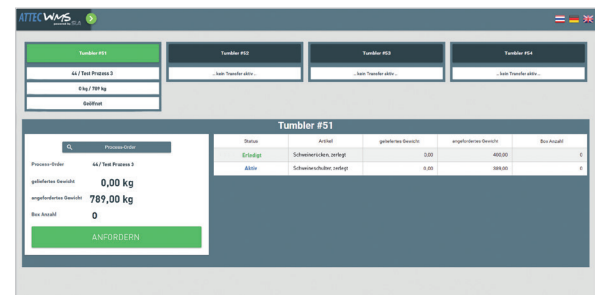 ATTEC WMS
powered by SLA
Tumbler #51
Tumbler #52
Tumbler #53
Tumbler #54
44 / Test Prozess 3
.. kein Transfer aktiv ..
.. kein Transfer aktiv ..
.. kein Transfer aktiv ..
0 kg / 789 kg
Geöffnet
Tumbler #51
Prozess-Order
Status
Artikel
geliefertes Gewicht
angefordertes Gewicht
Box Anzahl
Erledigt
Schweinerücken, zerlegt
0,00
400,00
0
Aktiv
Schweineschulter, zerlegt
0,00
389,00
0
Prozess-Order
44 / Test Prozess 3
geliefertes Gewicht
0,00 kg
angefordertes Gewicht
789,00 kg
Box Anzahl
0
ANFORDERN